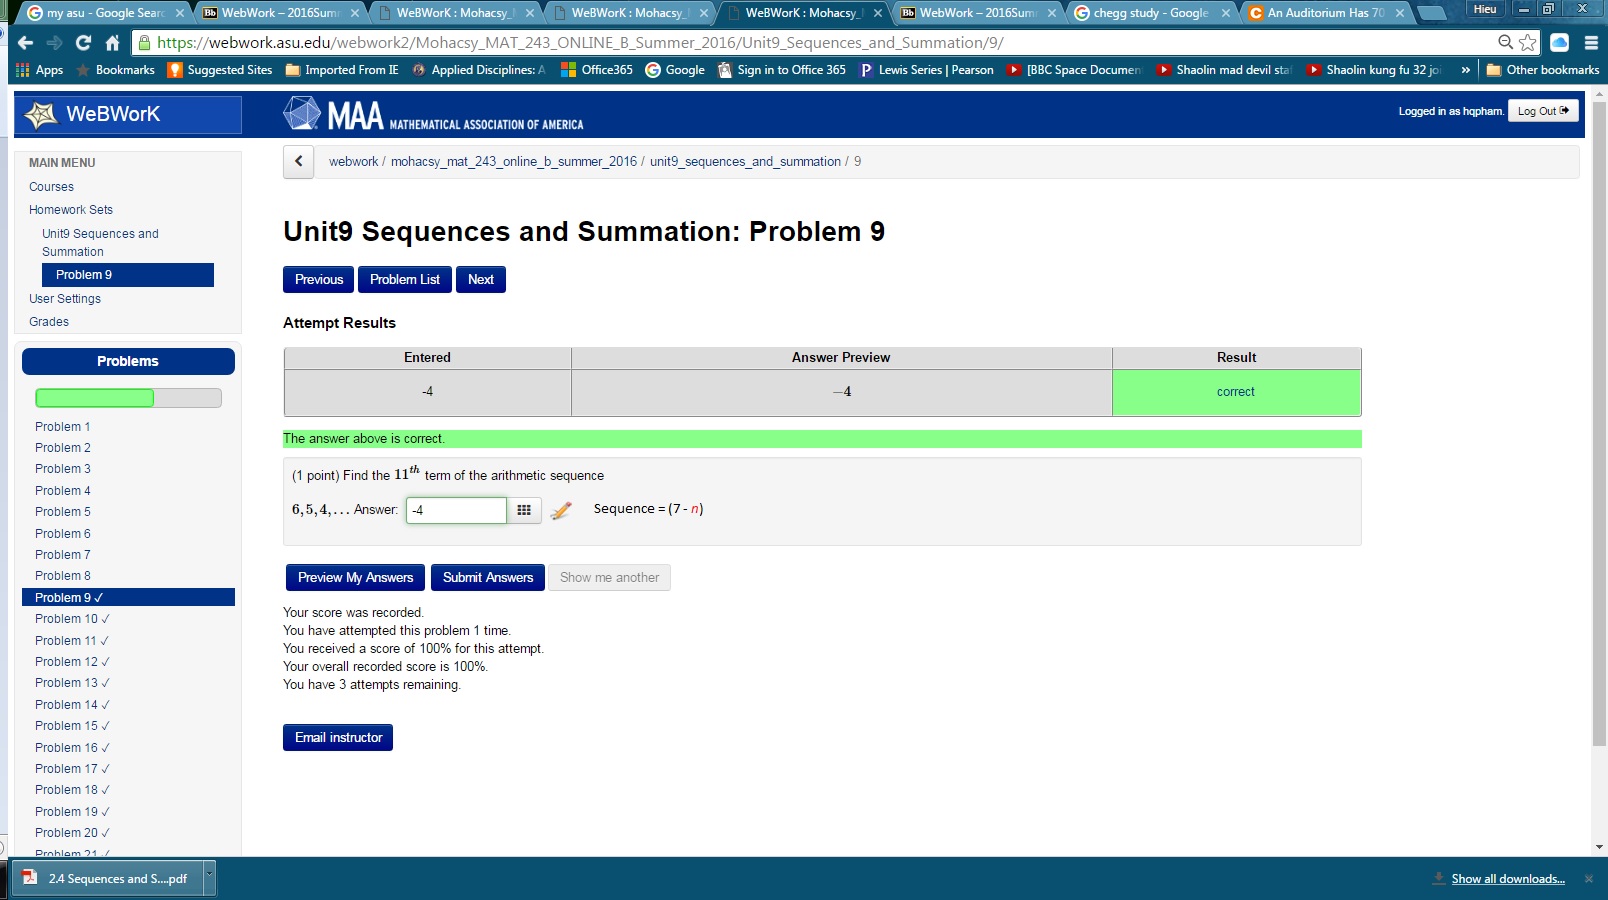 my asu - Google Searc
WebWork – 2016Sum
WeBWorK : Mohacsy_
WeBWorK : Mohacsy_
WeBWorK : Mohacsy_
WebWork – 2016Sum
chegg study - Google
An Auditorium Has 70
Hieu
https://webwork.asu.edu/webwork2/Mohacsy_MAT_243_ONLINE_B_Summer_2016/Unit9_Sequences_and_Summation/9/
Apps Bookmarks Suggested Sites Imported From IE Applied Disciplines: A Office365 Google Sign in to Office 365 Lewis Series | Pearson [BBC Space Documen Shaolin mad devil sta Shaolin kung fu 32 joi » Other bookmarks
WeBWorK
MAA MATHEMATICAL ASSOCIATION OF AMERICA
Logged in as hqpham. Log Out
MAIN MENU
Courses
Homework Sets
Unit9 Sequences and
Summation
Problem 9
User Settings
Grades
Problems
Problem 1
Problem 2
Problem 3
Problem 4
Problem 5
Problem 6
Problem 7
Problem 8
Problem 9 ✓
Problem 10 ✓
Problem 11 ✓
Problem 12 ✓
Problem 13 ✓
Problem 14 ✓
Problem 15 ✓
Problem 16 ✓
Problem 17 ✓
Problem 18 ✓
Problem 19 ✓
Problem 20 ✓
Problem 21 ✓
webwork / mohacsy_mat_243_online_b_summer_2016 / unit9_sequences_and_summation / 9
Unit9 Sequences and Summation: Problem 9
Previous Problem List Next
Attempt Results
Entered Answer Preview Result
-4 −4 correct
The answer above is correct.
(1 point) Find the 11th term of the arithmetic sequence
6, 5, 4, … Answer: -4 Sequence = (7 - n)
Preview My Answers Submit Answers Show me another
Your score was recorded.
You have attempted this problem 1 time.
You received a score of 100% for this attempt.
Your overall recorded score is 100%.
You have 3 attempts remaining.
Email instructor
2.4 Sequences and S....pdf
Show all downloads...